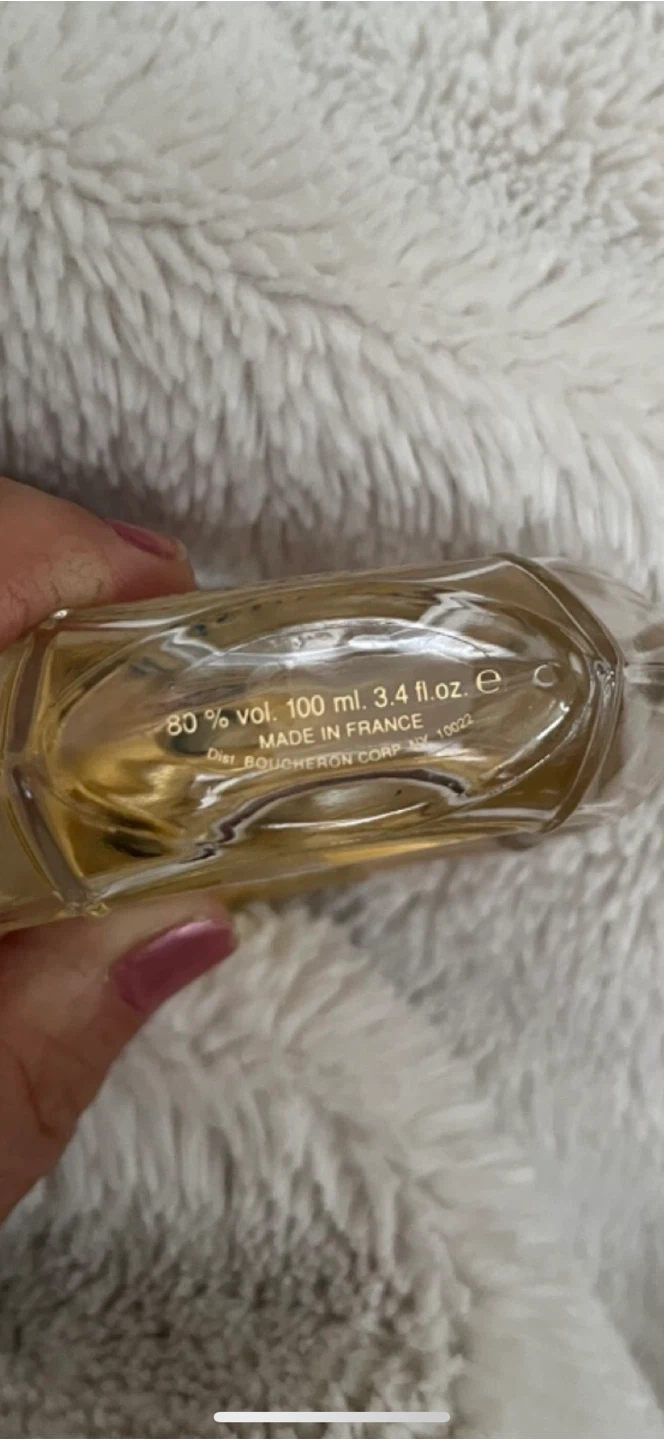 80 % vol. 100 ml. 3.4 fl.oz. ℮
MADE IN FRANCE
Dist. BOUCHERON CORP. NY. 10022